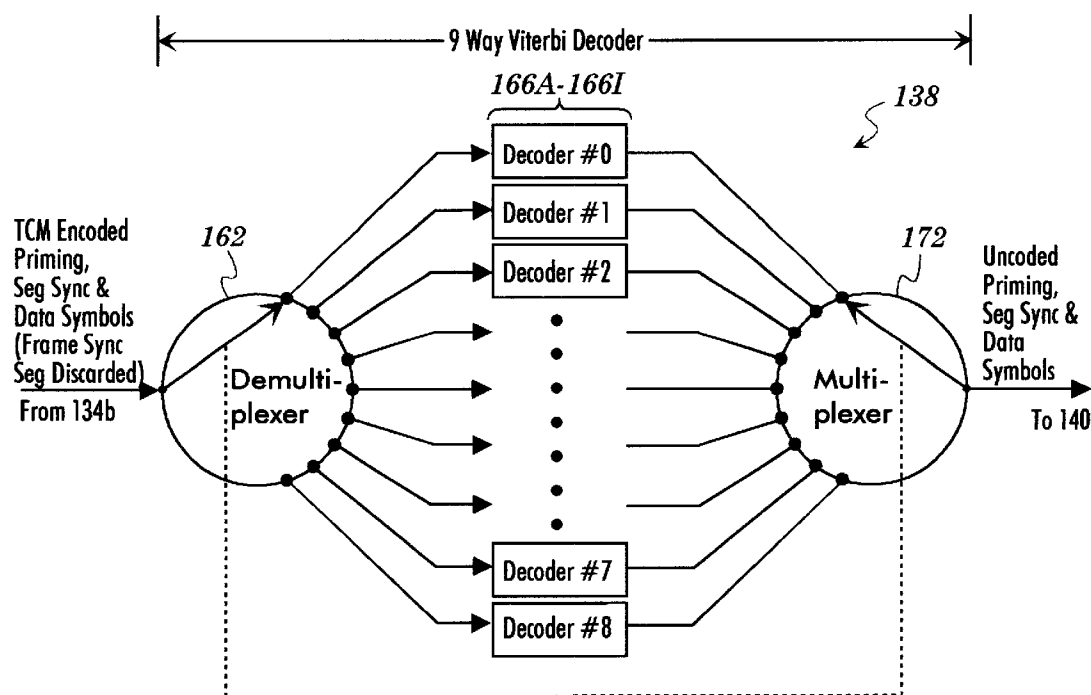 9 Way Viterbi Decoder
166A-166I
138
Decoder #0
Decoder #1
Decoder #2
TCM Encoded
Priming,
Seg Sync &
Data Symbols
(Frame Sync
Seg Discarded)
From 134b
162
Demulti-
plexer
172
Multi-
plexer
Uncoded
Priming,
Seg Sync &
Data
Symbols
To 140
Decoder #7
Decoder #8